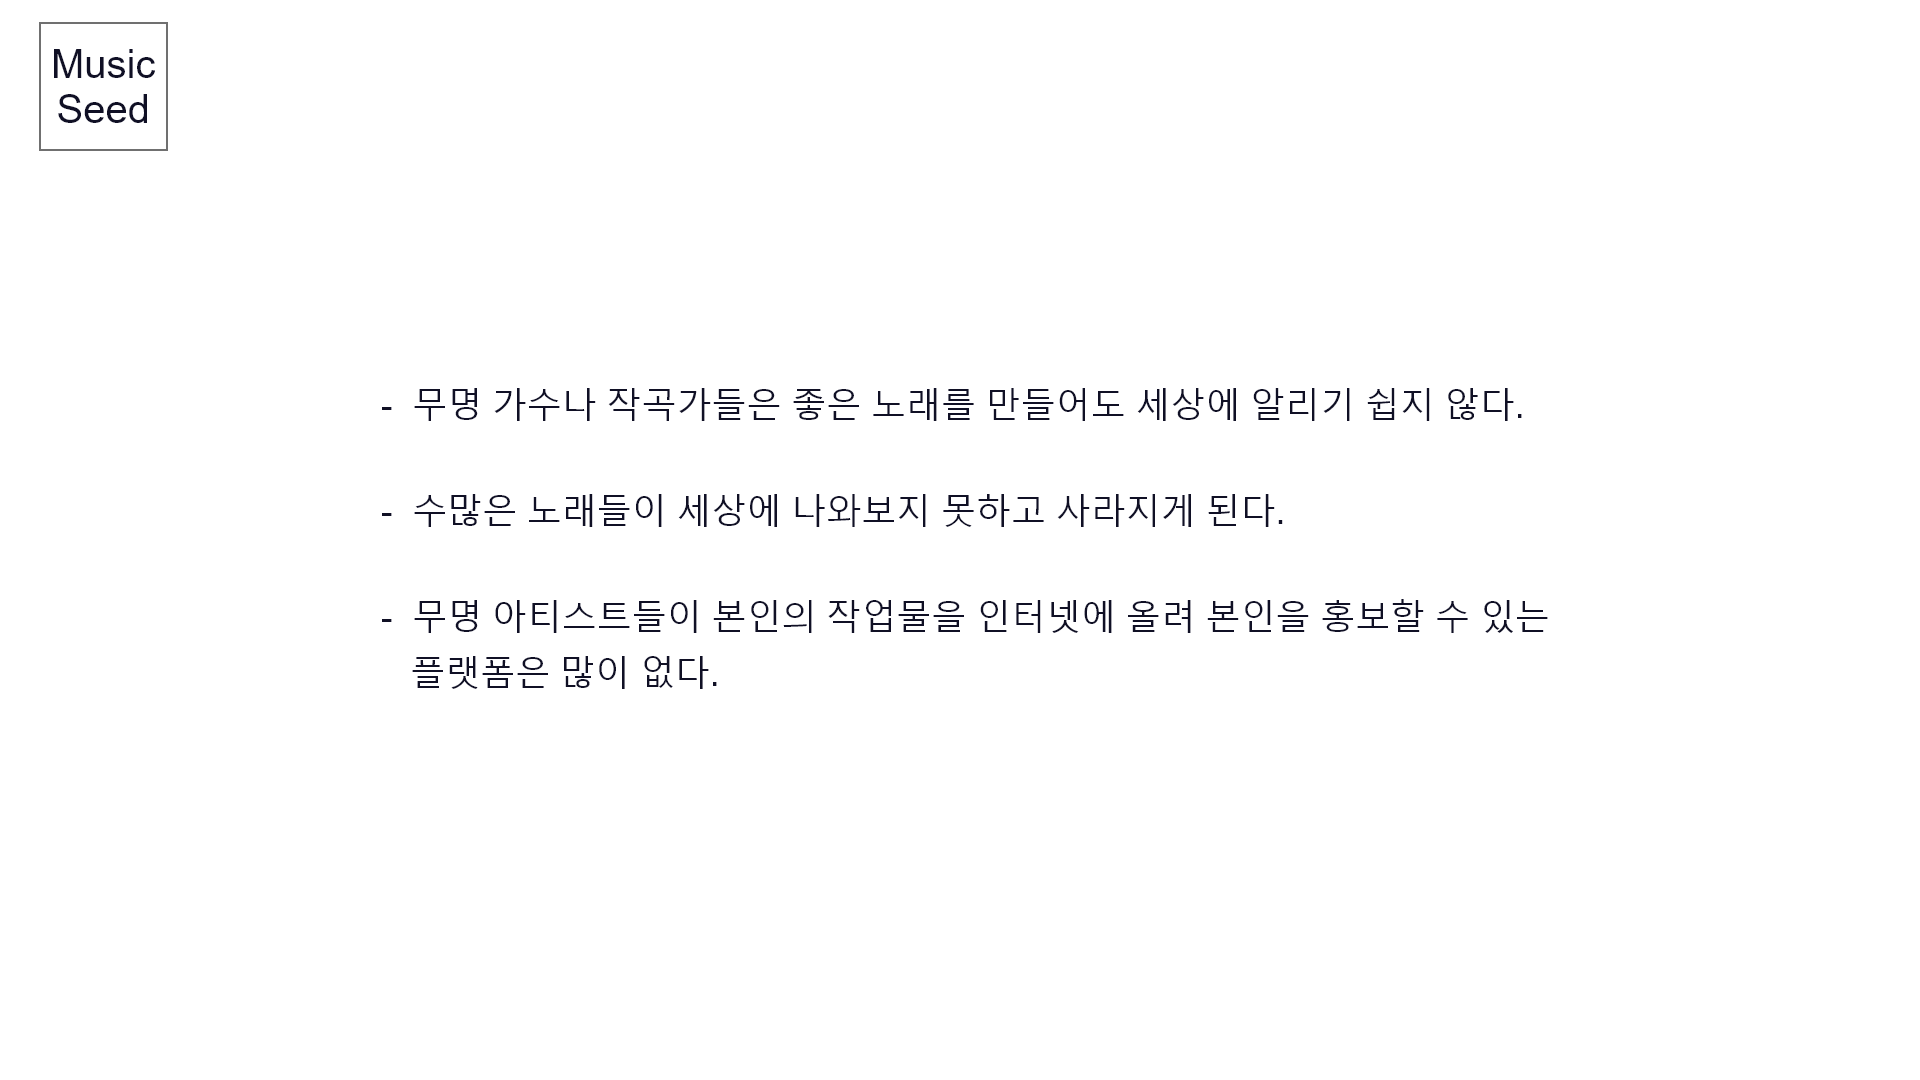 Music
Seed
- 무명 가수나 작곡가들은 좋은 노래를 만들어도 세상에 알리기 쉽지 않다.
- 수많은 노래들이 세상에 나와보지 못하고 사라지게 된다.
- 무명 아티스트들이 본인의 작업물을 인터넷에 올려 본인을 홍보할 수 있는
플랫폼은 많이 없다.